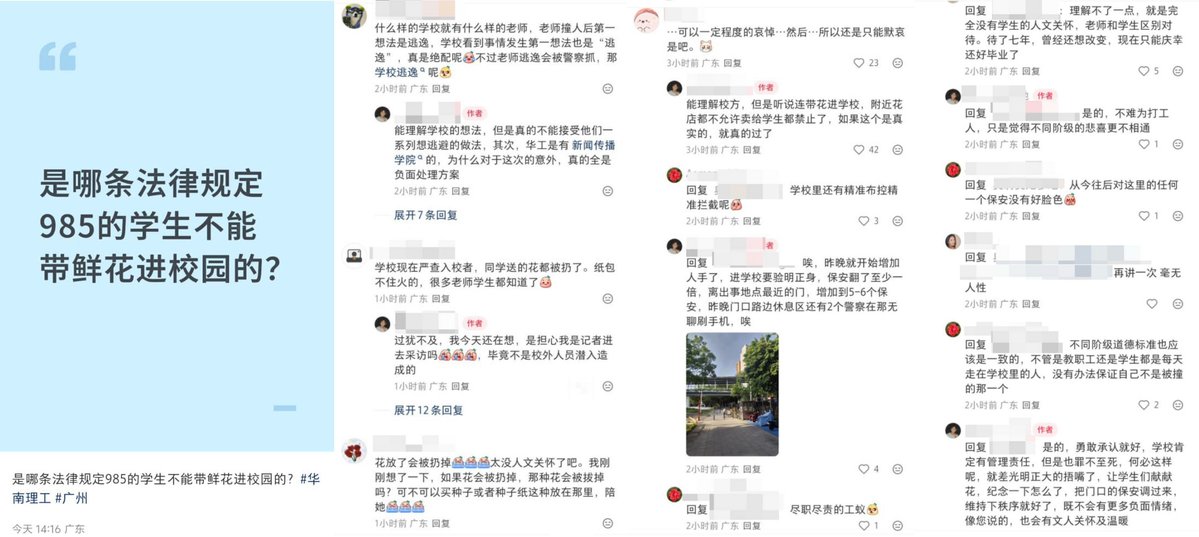 是哪条法律规定
985的学生不能
带鲜花进校园的？
是哪条法律规定985的学生不能带鲜花进校园的？#华
南理工 #广州
今天 14:16 广东
什么样的学校就有什么样的老师，老师撞人后第一
想法是逃逸，学校看到事情发生第一想法也是“逃
逸”，真是绝配呢 不过老师逃逸会被警察抓，那
学校逃逸 呢
2小时前 广东 回复
作者
能理解学校的想法，但是真的不能接受他们一
系列想逃避的做法，其次，华工是有 新闻传播
学院 的，为什么对于这次的意外，真的全是
负面处理方案
2小时前 广东 回复
展开7条回复
学校现在严查入校者，同学送的花都被扔了。纸包
不住火的，很多老师学生都知道了
1小时前 广东 回复
作者
过犹不及，我今天还在想，是担心我是记者进
去采访吗 ，毕竟不是校外人员潜入造
成的
1小时前 广东 回复
展开12条回复
花放了会被扔掉 太没人文关怀了吧。我刚
刚想了一下，如果花会被扔掉，那种花会被拔掉
吗？可不可以买种子或者种子纸这种放在那里，陪
她
1小时前 广东 回复
…可以一定程度的哀悼…然后…所以还是只能默哀
是吧。
3小时前 广东 回复
23
作者
能理解校方，但是听说连带花进学校，附近花
店都不允许卖给学生都禁止了，如果这个是真
实的，就真的过了
3小时前 广东 回复
42
回复 学校里还有精准布控精
准拦截呢
2小时前 广东 回复
3
者
回复 唉，昨晚就开始增加
人手了，进学校要验明正身，保安翻了至少一
倍，离出事地点最近的门，增加到5-6个保
安，昨晚门口路边休息区还有2个警察在那无
聊刷手机，唉
2小时前 广东 回复
4
回复 尽职尽责的工蚁
2小时前 广东 回复
1
回复 ：理解不了一点，就是完
全没有学生的人文关怀，老师和学生区别对
待。待了七年，曾经还想改变，现在只能庆幸
还好毕业了
2小时前 广东 回复
5
作者
回复 是的，不难为打工
人，只是觉得不同阶级的悲喜更不相通
2小时前 广东 回复
1
回复 从今往后对这里的任何
一个保安没有好脸色
2小时前 广东 回复
1
回复 再讲一次 毫无
人性
2小时前 广东 回复
回复 不同阶级道德标准也应
该是一致的，不管是教职工还是学生都是每天
走在学校里的人，没有办法保证自己不是被撞
的那一个
2小时前 广东 回复
2
作者
回复 是的，勇敢承认就好，学校肯
定有管理责任，但是也罪不至死，何必这样
呢，就差光明正大的捂嘴了，让学生们献献
花，纪念一下怎么了，把门口的保安调过来，
维持下秩序就好了，既不会有更多负面情绪，
像您说的，也会有文人关怀及温暖